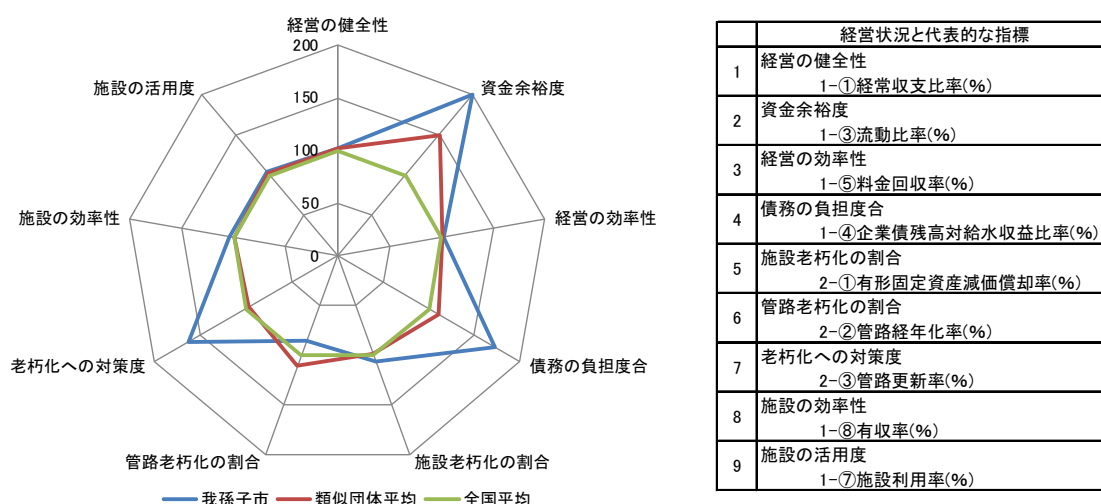 経営の健全性
200
150
100
50
0
資金余裕度
経営の効率性
債務の負担度合
施設老朽化の割合
管路老朽化の割合
老朽化への対策度
施設の効率性
施設の活用度
我孫子市 類似団体平均 全国平均
経営状況と代表的な指標
1 経営の健全性
1-①経常収支比率(%)
2 資金余裕度
1-③流動比率(%)
3 経営の効率性
1-⑤料金回収率(%)
4 債務の負担度合
1-④企業債残高対給水収益比率(%)
5 施設老朽化の割合
2-①有形固定資産減価償却率(%)
6 管路老朽化の割合
2-②管路経年化率(%)
7 老朽化への対策度
2-③管路更新率(%)
8 施設の効率性
1-⑧有収率(%)
9 施設の活用度
1-⑦施設利用率(%)